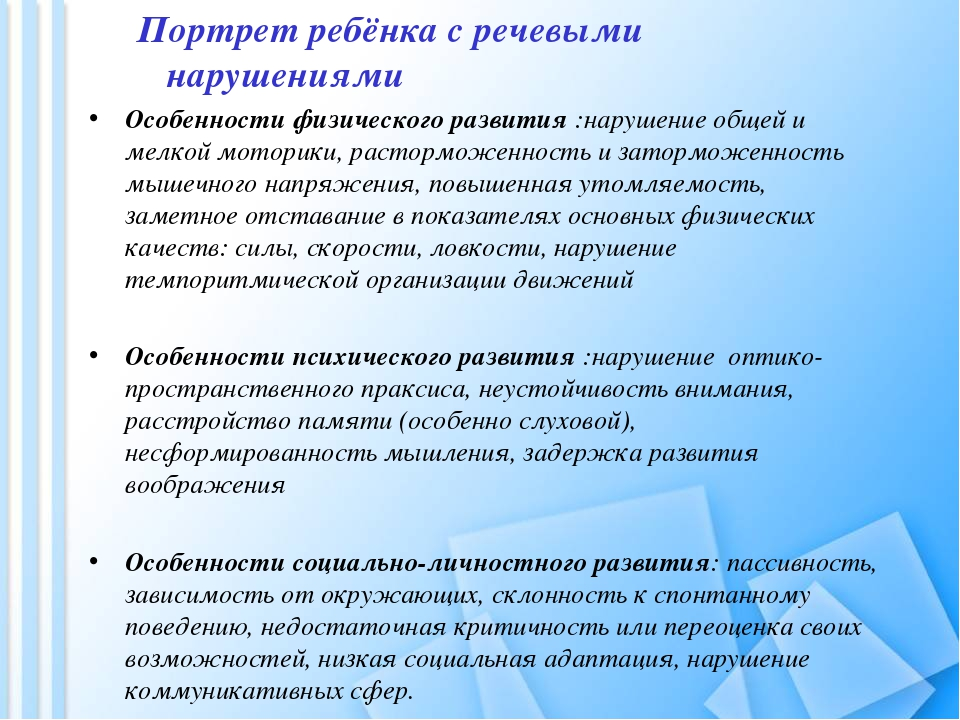 Портрет ребёнка с речевыми
нарушениями
• Особенности физического развития :нарушение общей и
мелкой моторики, расторможенность и заторможенность
мышечного напряжения, повышенная утомляемость,
заметное отставание в показателях основных физических
качеств: силы, скорости, ловкости, нарушение
темпоритмической организации движений
• Особенности психического развития :нарушение оптико-
пространственного праксиса, неустойчивость внимания,
расстройство памяти (особенно слуховой),
несформированность мышления, задержка развития
воображения
• Особенности социально-личностного развития: пассивность,
зависимость от окружающих, склонность к спонтанному
поведению, недостаточная критичность или переоценка своих
возможностей, низкая социальная адаптация, нарушение
коммуникативных сфер.